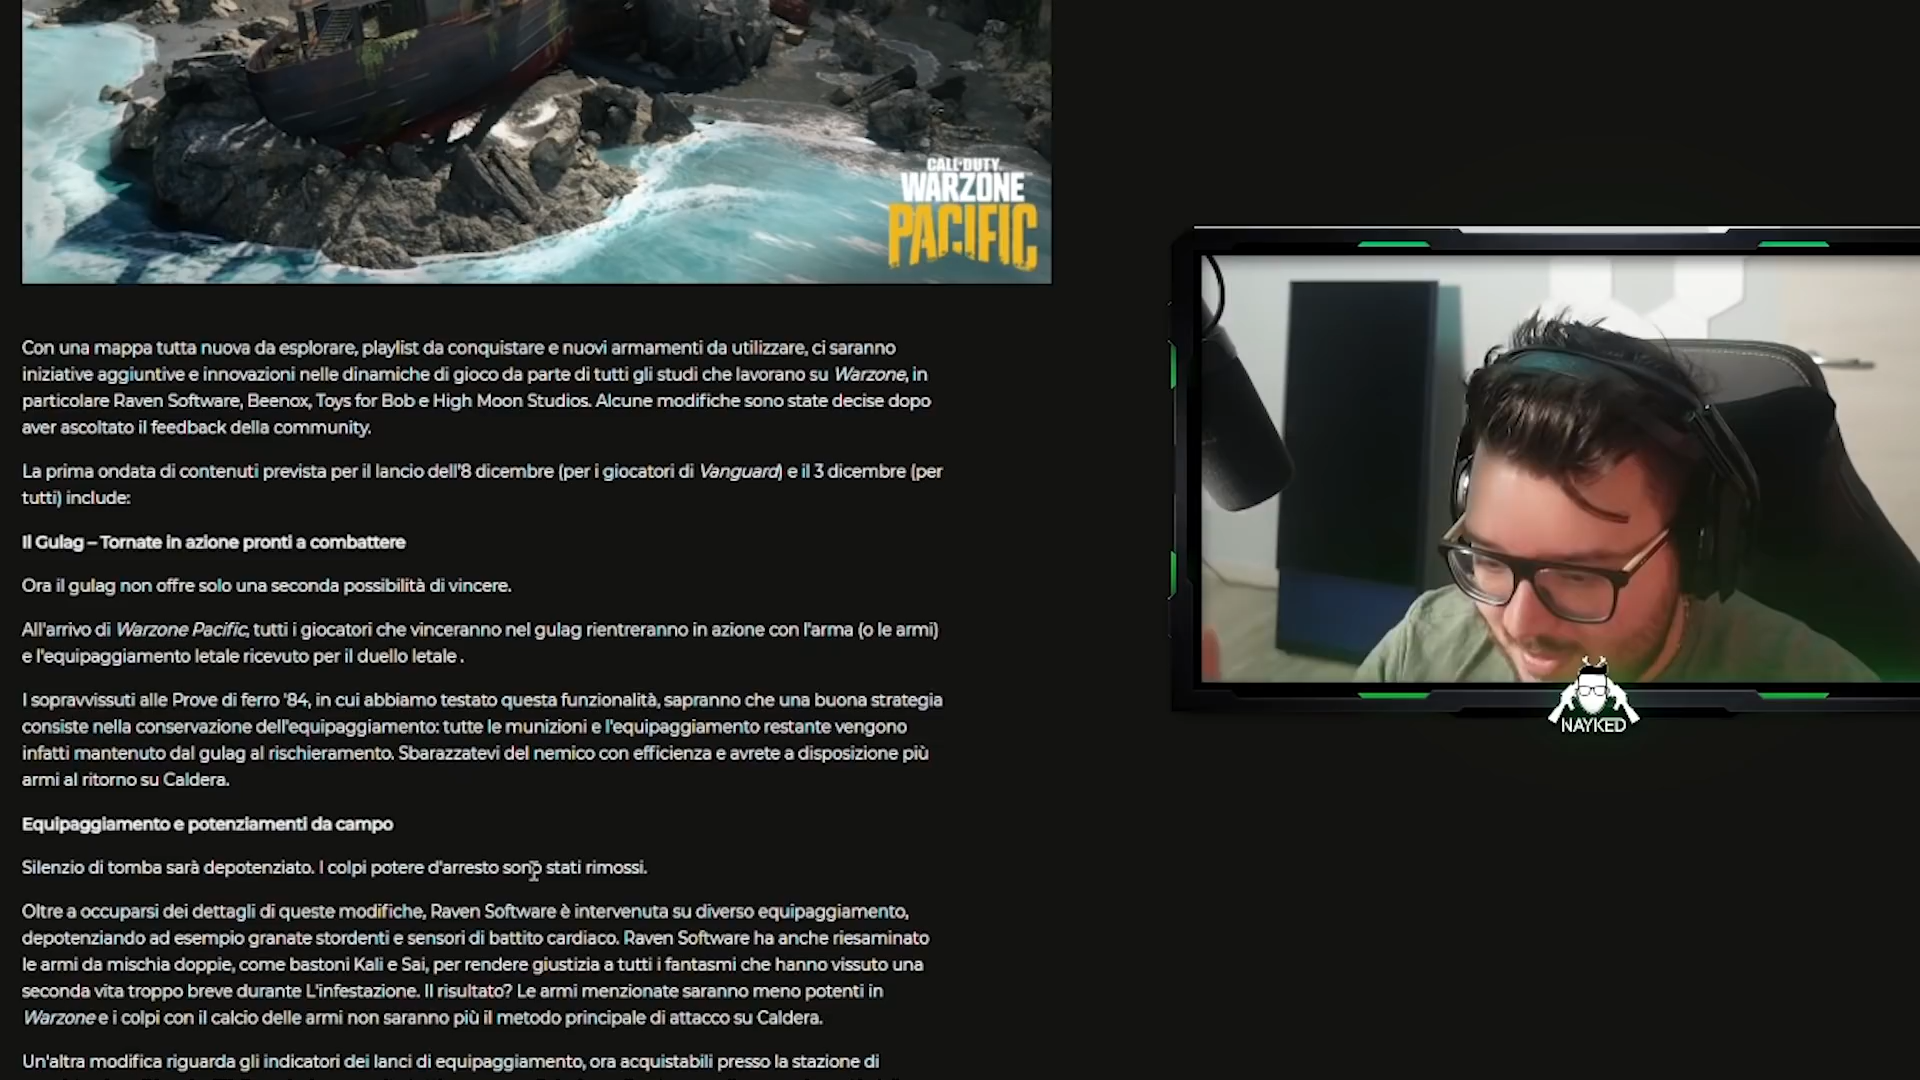 CALL OF DUTY
WARZONE
PACIFIC
Con una mappa tutta nuova da esplorare, playlist da conquistare e nuovi armamenti da utilizzare, ci saranno
iniziative aggiuntive e innovazioni nelle dinamiche di gioco da parte di tutti gli studi che lavorano su Warzone, in
particolare Raven Software, Beenox, Toys for Bob e High Moon Studios. Alcune modifiche sono state decise dopo
aver ascoltato il feedback della community.
La prima ondata di contenuti prevista per il lancio dell'8 dicembre (per i giocatori di Vanguard) e il 3 dicembre (per
tutti) include:
Il Gulag – Tornate in azione pronti a combattere
Ora il gulag non offre solo una seconda possibilità di vincere.
All'arrivo di Warzone Pacific, tutti i giocatori che vinceranno nel gulag rientreranno in azione con l'arma (o le armi)
e l'equipaggiamento letale ricevuto per il duello letale .
I sopravvissuti alle Prove di ferro '84, in cui abbiamo testato questa funzionalità, sapranno che una buona strategia
consiste nella conservazione dell'equipaggiamento: tutte le munizioni e l'equipaggiamento restante vengono
infatti mantenuto dal gulag al rischieramento. Sbarazzatevi del nemico con efficienza e avrete a disposizione più
armi al ritorno su Caldera.
Equipaggiamento e potenziamenti da campo
Silenzio di tomba sarà depotenziato. I colpi potere d'arresto sono stati rimossi.
Oltre a occuparsi dei dettagli di queste modifiche, Raven Software è intervenuta su diverso equipaggiamento,
depotenziando ad esempio granate stordenti e sensori di battito cardiaco. Raven Software ha anche riesaminato
le armi da mischia doppie, come bastoni Kali e Sai, per rendere giustizia a tutti i fantasmi che hanno vissuto una
seconda vita troppo breve durante L'infestazione. Il risultato? Le armi menzionate saranno meno potenti in
Warzone e i colpi con il calcio delle armi non saranno più il metodo principale di attacco su Caldera.
Un'altra modifica riguarda gli indicatori dei lanci di equipaggiamento, ora acquistabili presso la stazione di
NAYKED